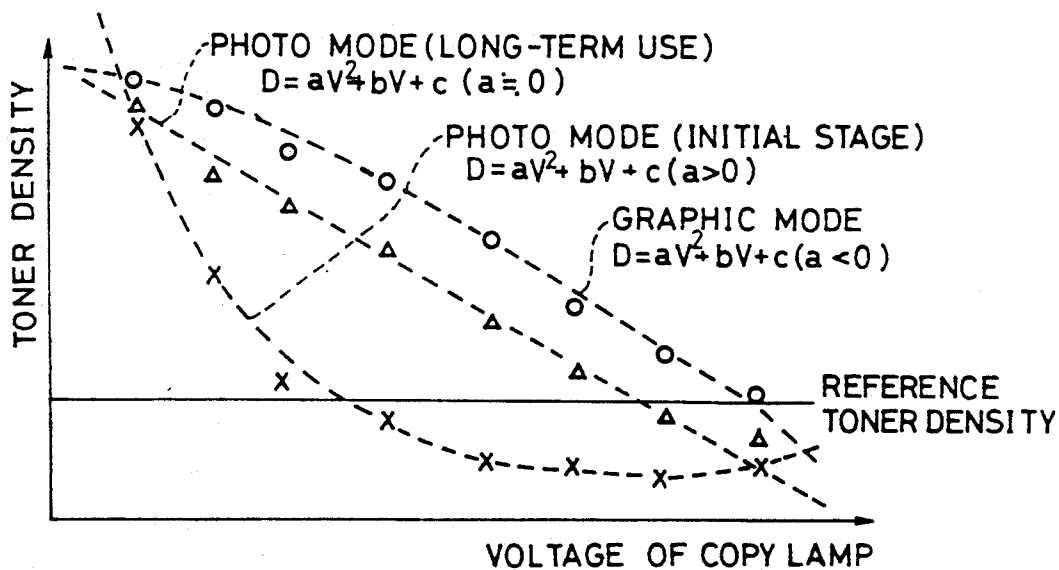 PHOTO MODE (LONG-TERM USE)
D = aV²+bV+c (a≒0)
PHOTO MODE (INITIAL STAGE)
D = aV²+ bV + c (a>0)
GRAPHIC MODE
D = aV²+bV+c (a<0)
TONER DENSITY
REFERENCE
TONER DENSITY
VOLTAGE OF COPY LAMP